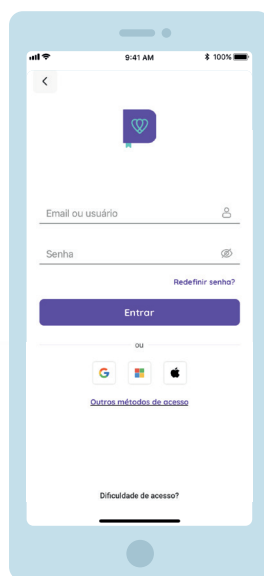 9:41 AM
100%
Email ou usuário
Senha
Redefinir senha?
Entrar
ou
Outros métodos de acesso
Dificuldade de acesso?